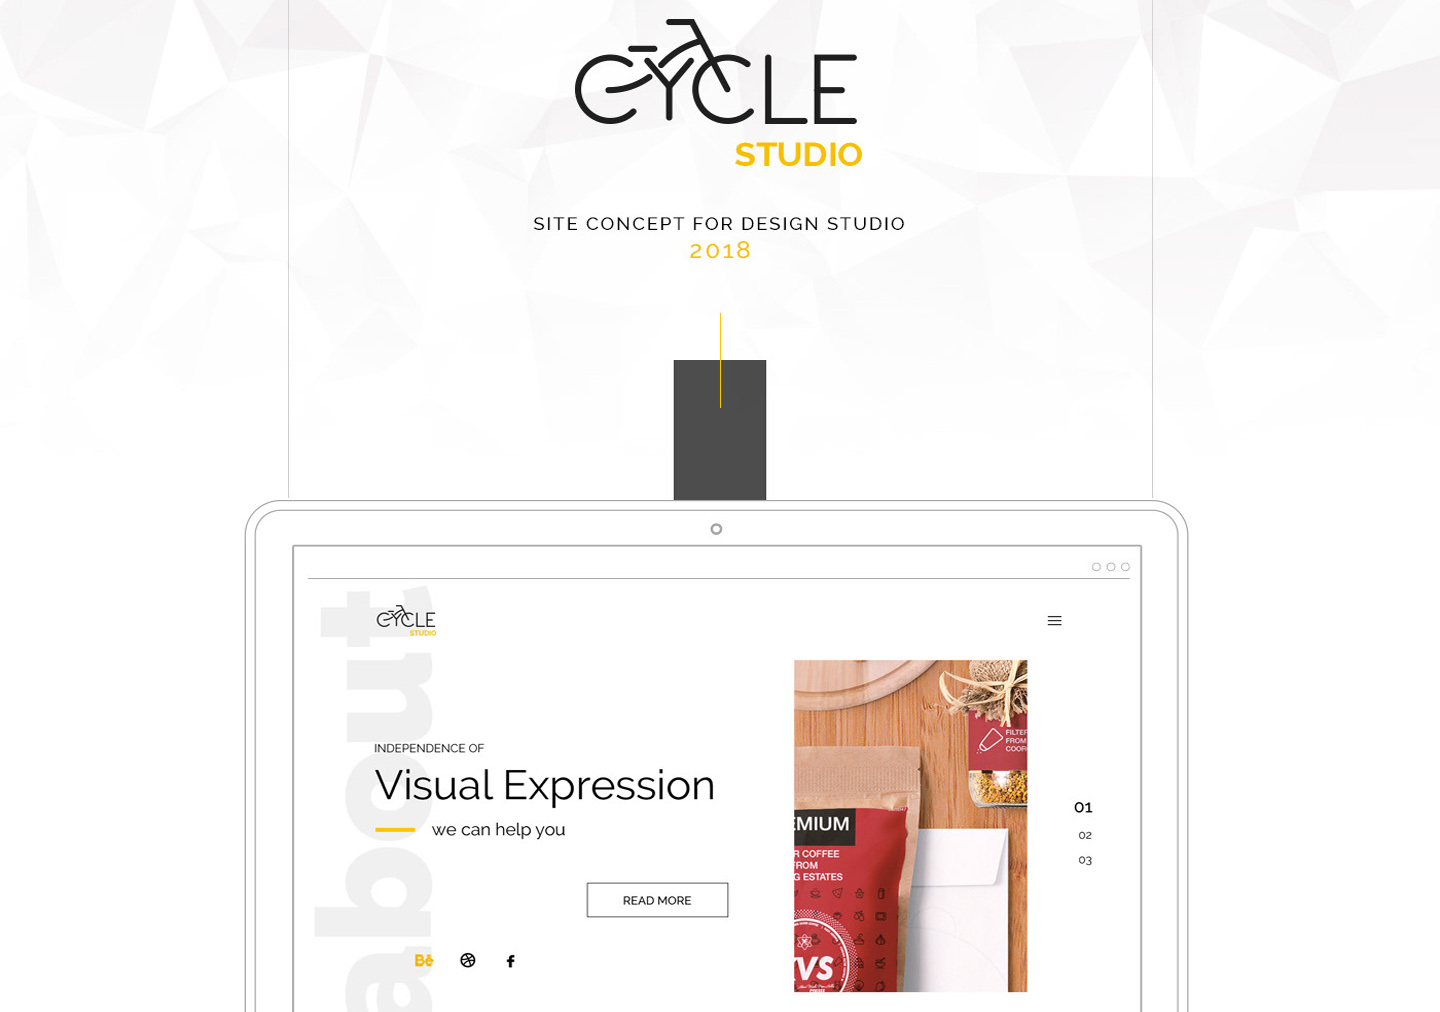 CYCLE
STUDIO
SITE CONCEPT FOR DESIGN STUDIO
2018
about
CYCLE
STUDIO
INDEPENDENCE OF
Visual Expression
we can help you
READ MORE
Bē
FILTER
FROM
COOR
EMIUM
R COFFEE
FROM
G ESTATES
VS
01
02
03